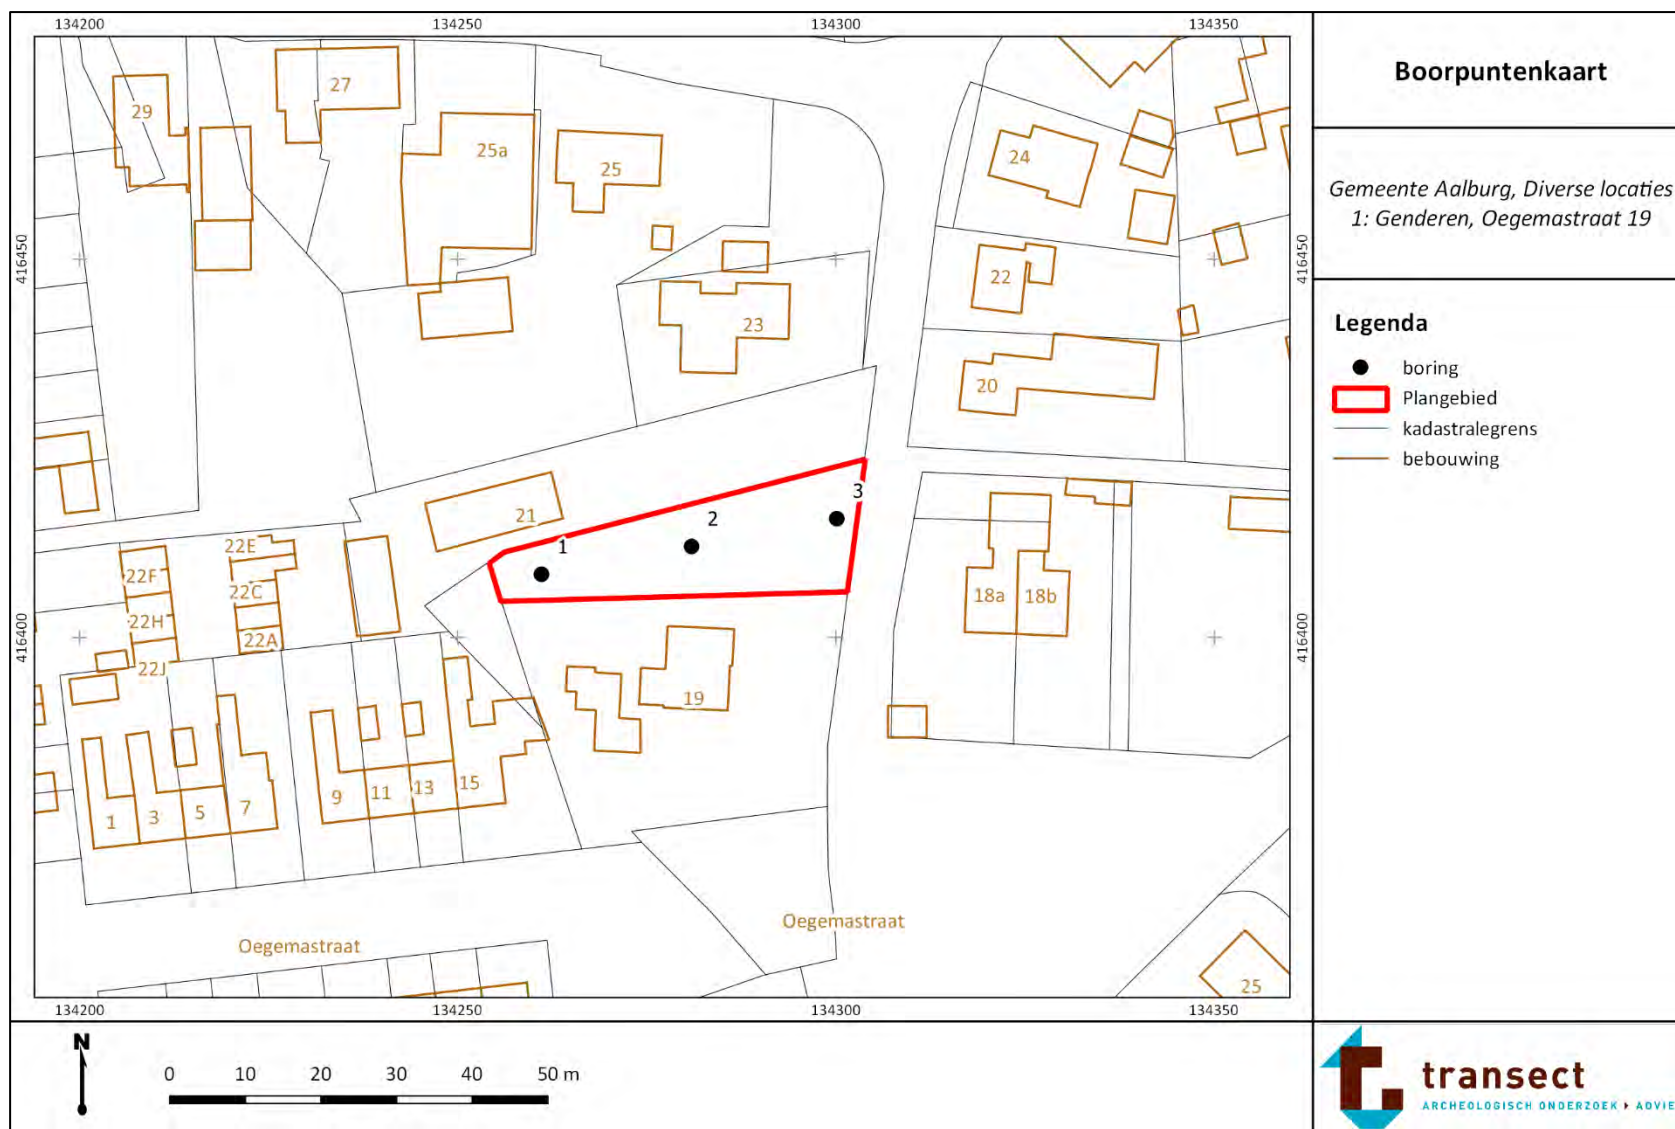 134200
134250
134300
134350
Boorpuntenkaart
Gemeente Aalburg, Diverse locaties
1: Genderen, Oegemastraat 19
Legenda
boring
Plangebied
kadastralegrens
bebouwing
416450
416450
416400
416400
29
27
25a
25
24
22
23
20
21
1
2
3
22E
22F
22C
22H
22A
22J
18a
18b
19
1
3
5
7
9
11
13
15
Oegemastraat
Oegemastraat
25
134200
134250
134300
134350
N
0
10
20
30
40
50 m
transect
ARCHEOLOGISCH ONDERZOEK ADVIE